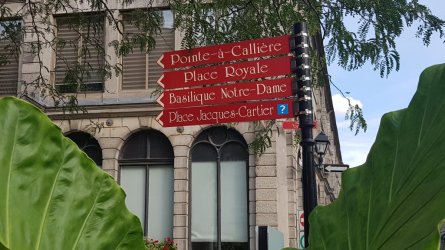 Pointe-à-Callière
Place Royale
Basilique Notre-Dame
Place Jacques-Cartier ?